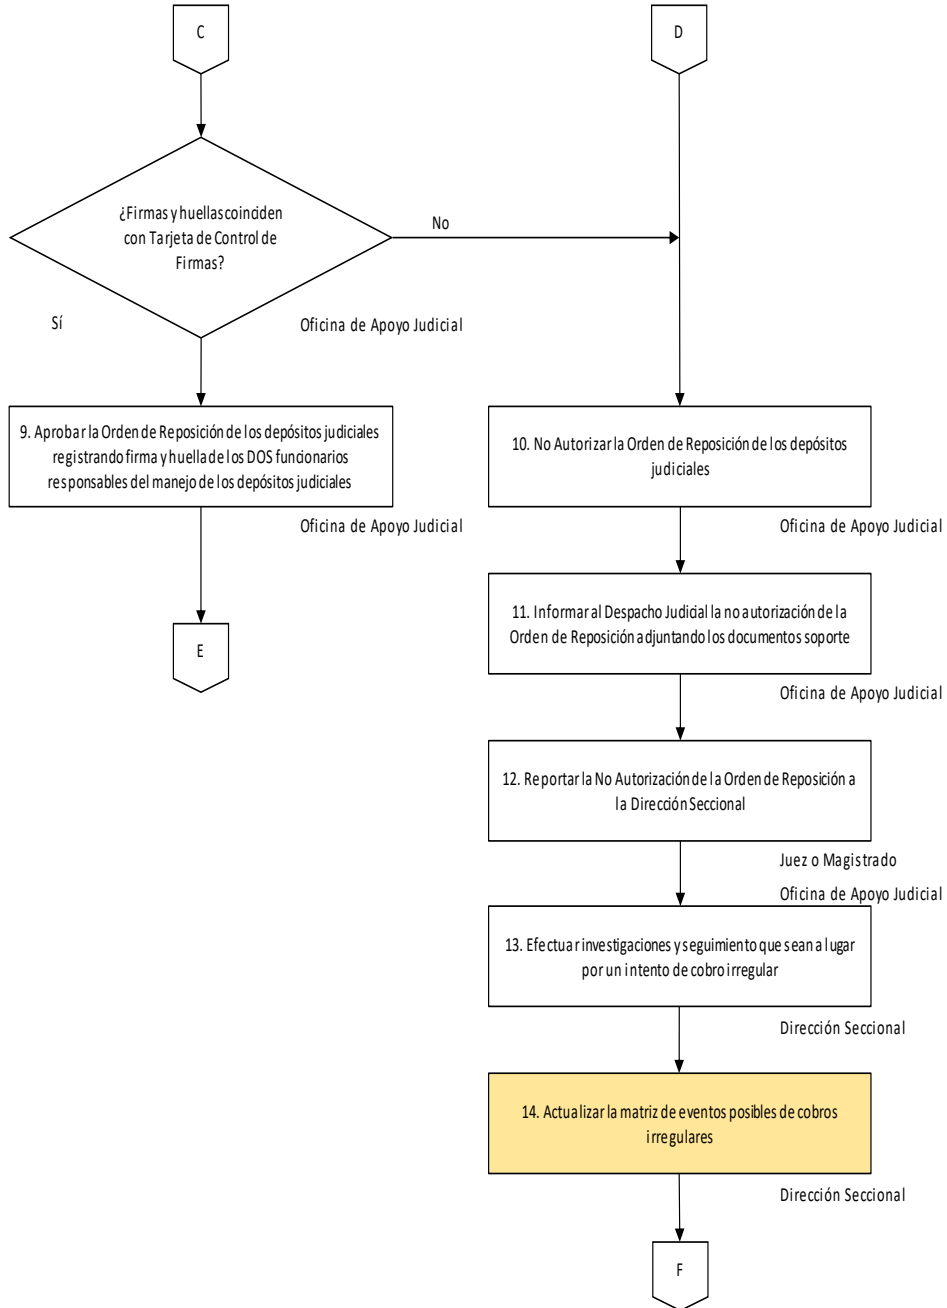 C
D
¿Firmas y huellas coinciden
con Tarjeta de Control de
Firmas?
No
Sí
Oficina de Apoyo Judicial
9. Aprobar la Orden de Reposición de los depósitos judiciales
registrando firma y huella de los DOS funcionarios
responsables del manejo de los depósitos judiciales
Oficina de Apoyo Judicial
E
10. No Autorizar la Orden de Reposición de los depósitos
judiciales
Oficina de Apoyo Judicial
11. Informar al Despacho Judicial la no autorización de la
Orden de Reposición adjuntando los documentos soporte
Oficina de Apoyo Judicial
12. Reportar la No Autorización de la Orden de Reposición a
la Dirección Seccional
Juez o Magistrado
Oficina de Apoyo Judicial
13. Efectuar investigaciones y seguimiento que sean a lugar
por un intento de cobro irregular
Dirección Seccional
14. Actualizar la matriz de eventos posibles de cobros
irregulares
Dirección Seccional
F